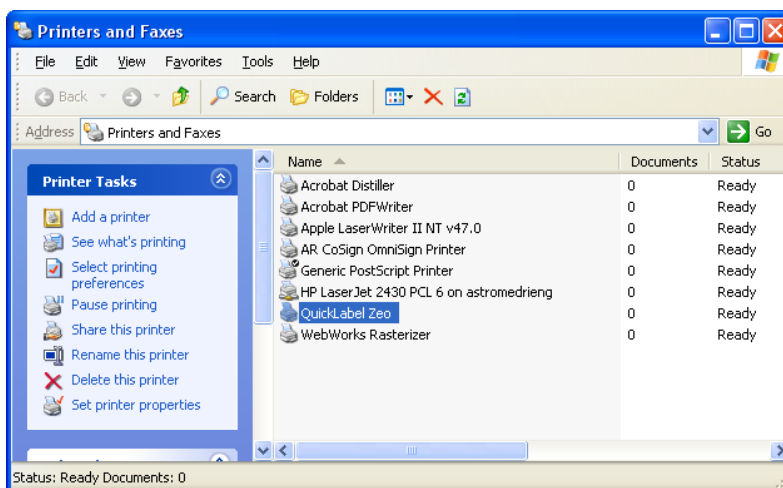 Printers and Faxes
File Edit View Favorites Tools Help
Back Search Folders
Address Printers and Faxes Go
Printer Tasks
Add a printer
See what's printing
Select printing
preferences
Pause printing
Share this printer
Rename this printer
Delete this printer
Set printer properties
Name Documents Status
Acrobat Distiller 0 Ready
Acrobat PDFWriter 0 Ready
Apple LaserWriter II NT v47.0 0 Ready
AR CoSign OmniSign Printer 0 Ready
Generic PostScript Printer 0 Ready
HP LaserJet 2430 PCL 6 on astromedrieng 0 Ready
QuickLabel Zeo 0 Ready
WebWorks Rasterizer 0 Ready
Status: Ready Documents: 0